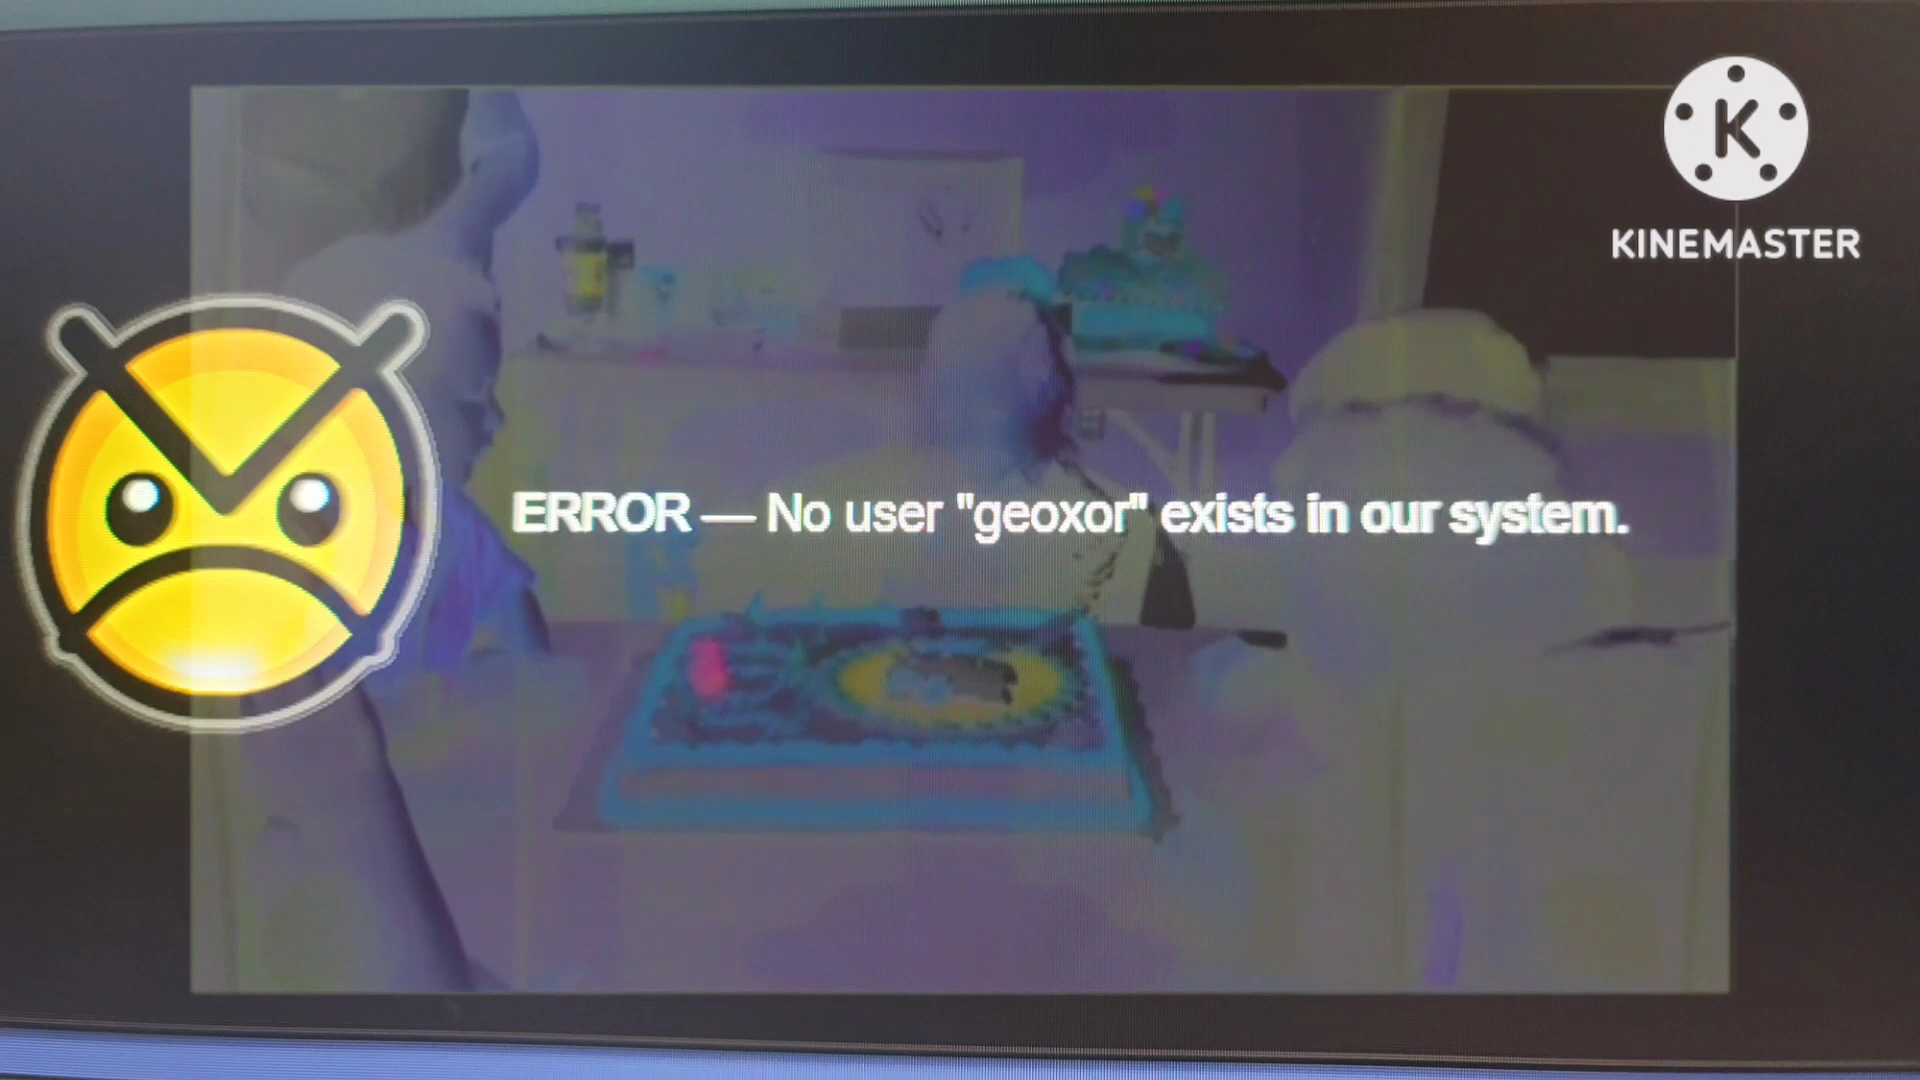 K
KINEMASTER
ERROR — No user "geoxor" exists in our system.